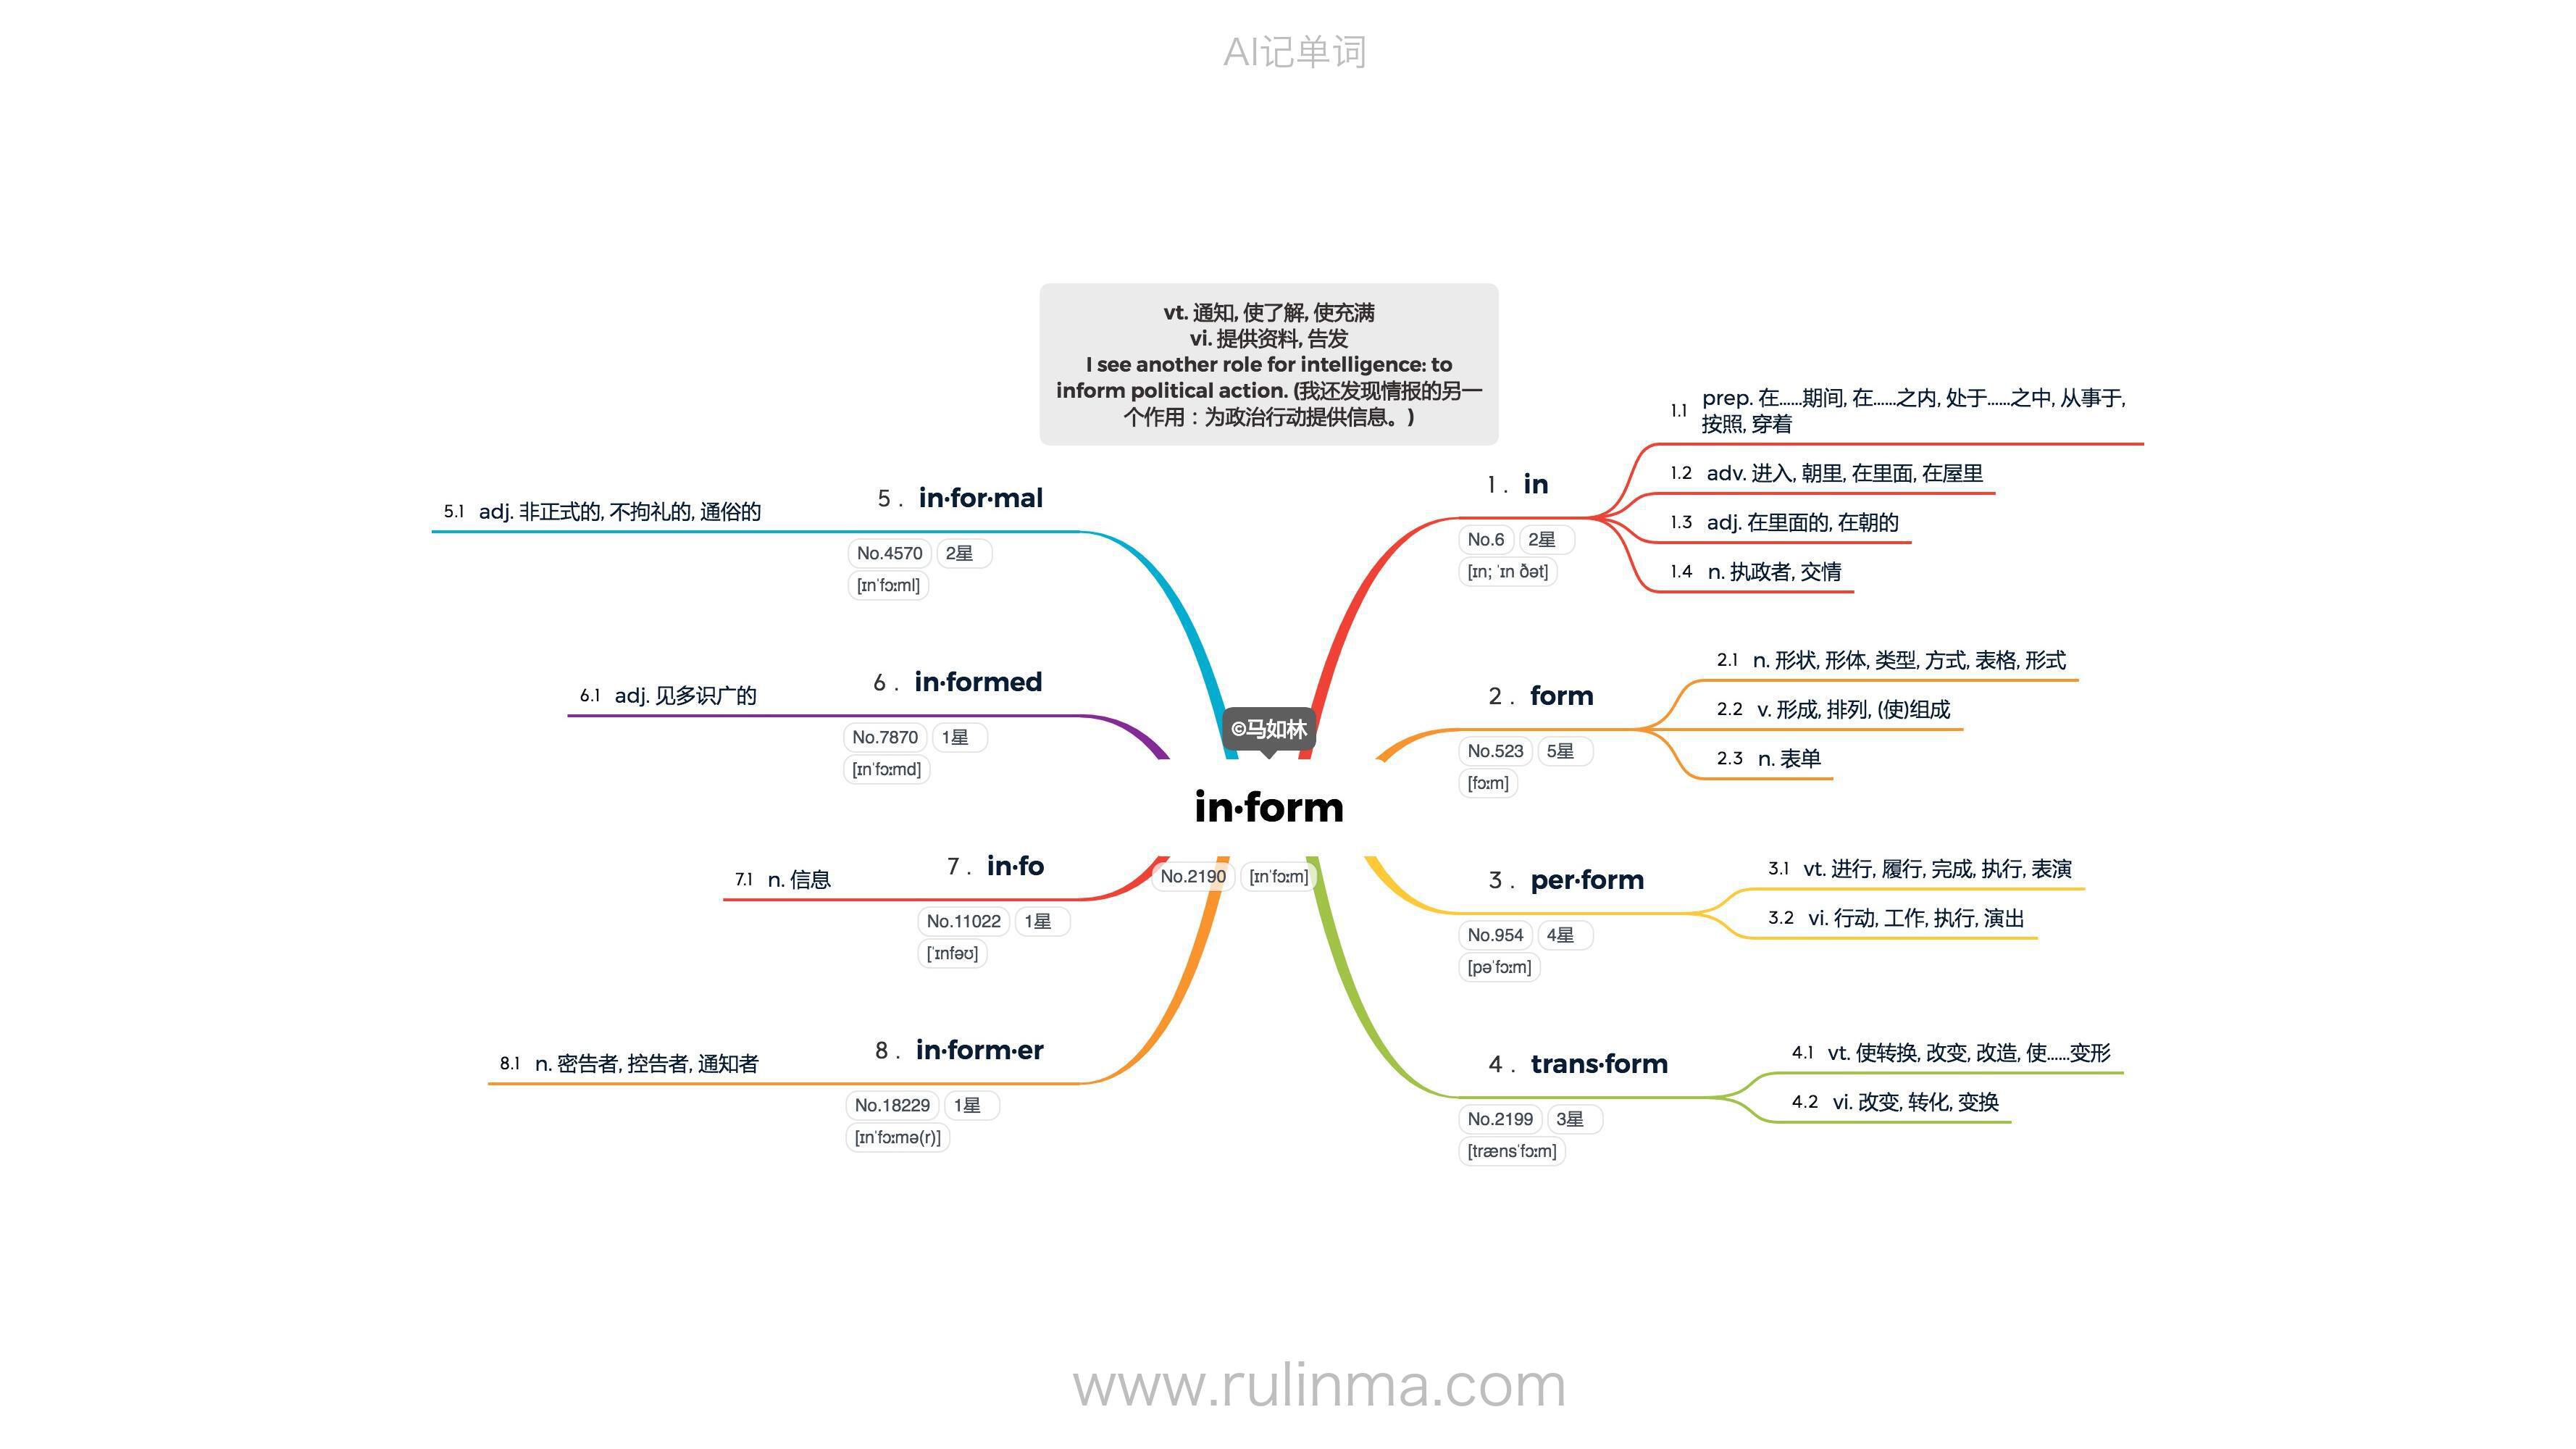 AI记单词
vt. 通知, 使了解, 使充满
vi. 提供资料, 告发
I see another role for intelligence: to
inform political action. (我还发现情报的另一
个作用：为政治行动提供信息。)
©马如林
in·form
No.2190 [ɪnˈfɔːm]
1 . in
No.6 2星
[ɪn; ˈɪn ðət]
1.1 prep. 在……期间, 在……之内, 处于……之中, 从事于,
按照, 穿着
1.2 adv. 进入, 朝里, 在里面, 在屋里
1.3 adj. 在里面的, 在朝的
1.4 n. 执政者, 交情
2 . form
No.523 5星
[fɔːm]
2.1 n. 形状, 形体, 类型, 方式, 表格, 形式
2.2 v. 形成, 排列, (使)组成
2.3 n. 表单
3 . per·form
No.954 4星
[pəˈfɔːm]
3.1 vt. 进行, 履行, 完成, 执行, 表演
3.2 vi. 行动, 工作, 执行, 演出
4 . trans·form
No.2199 3星
[trænsˈfɔːm]
4.1 vt. 使转换, 改变, 改造, 使……变形
4.2 vi. 改变, 转化, 变换
5 . in·for·mal
No.4570 2星
[ɪnˈfɔːml]
5.1 adj. 非正式的, 不拘礼的, 通俗的
6 . in·formed
No.7870 1星
[ɪnˈfɔːmd]
6.1 adj. 见多识广的
7 . in·fo
No.11022 1星
[ˈɪnfəʊ]
7.1 n. 信息
8 . in·form·er
No.18229 1星
[ɪnˈfɔːmə(r)]
8.1 n. 密告者, 控告者, 通知者
www.rulinma.com